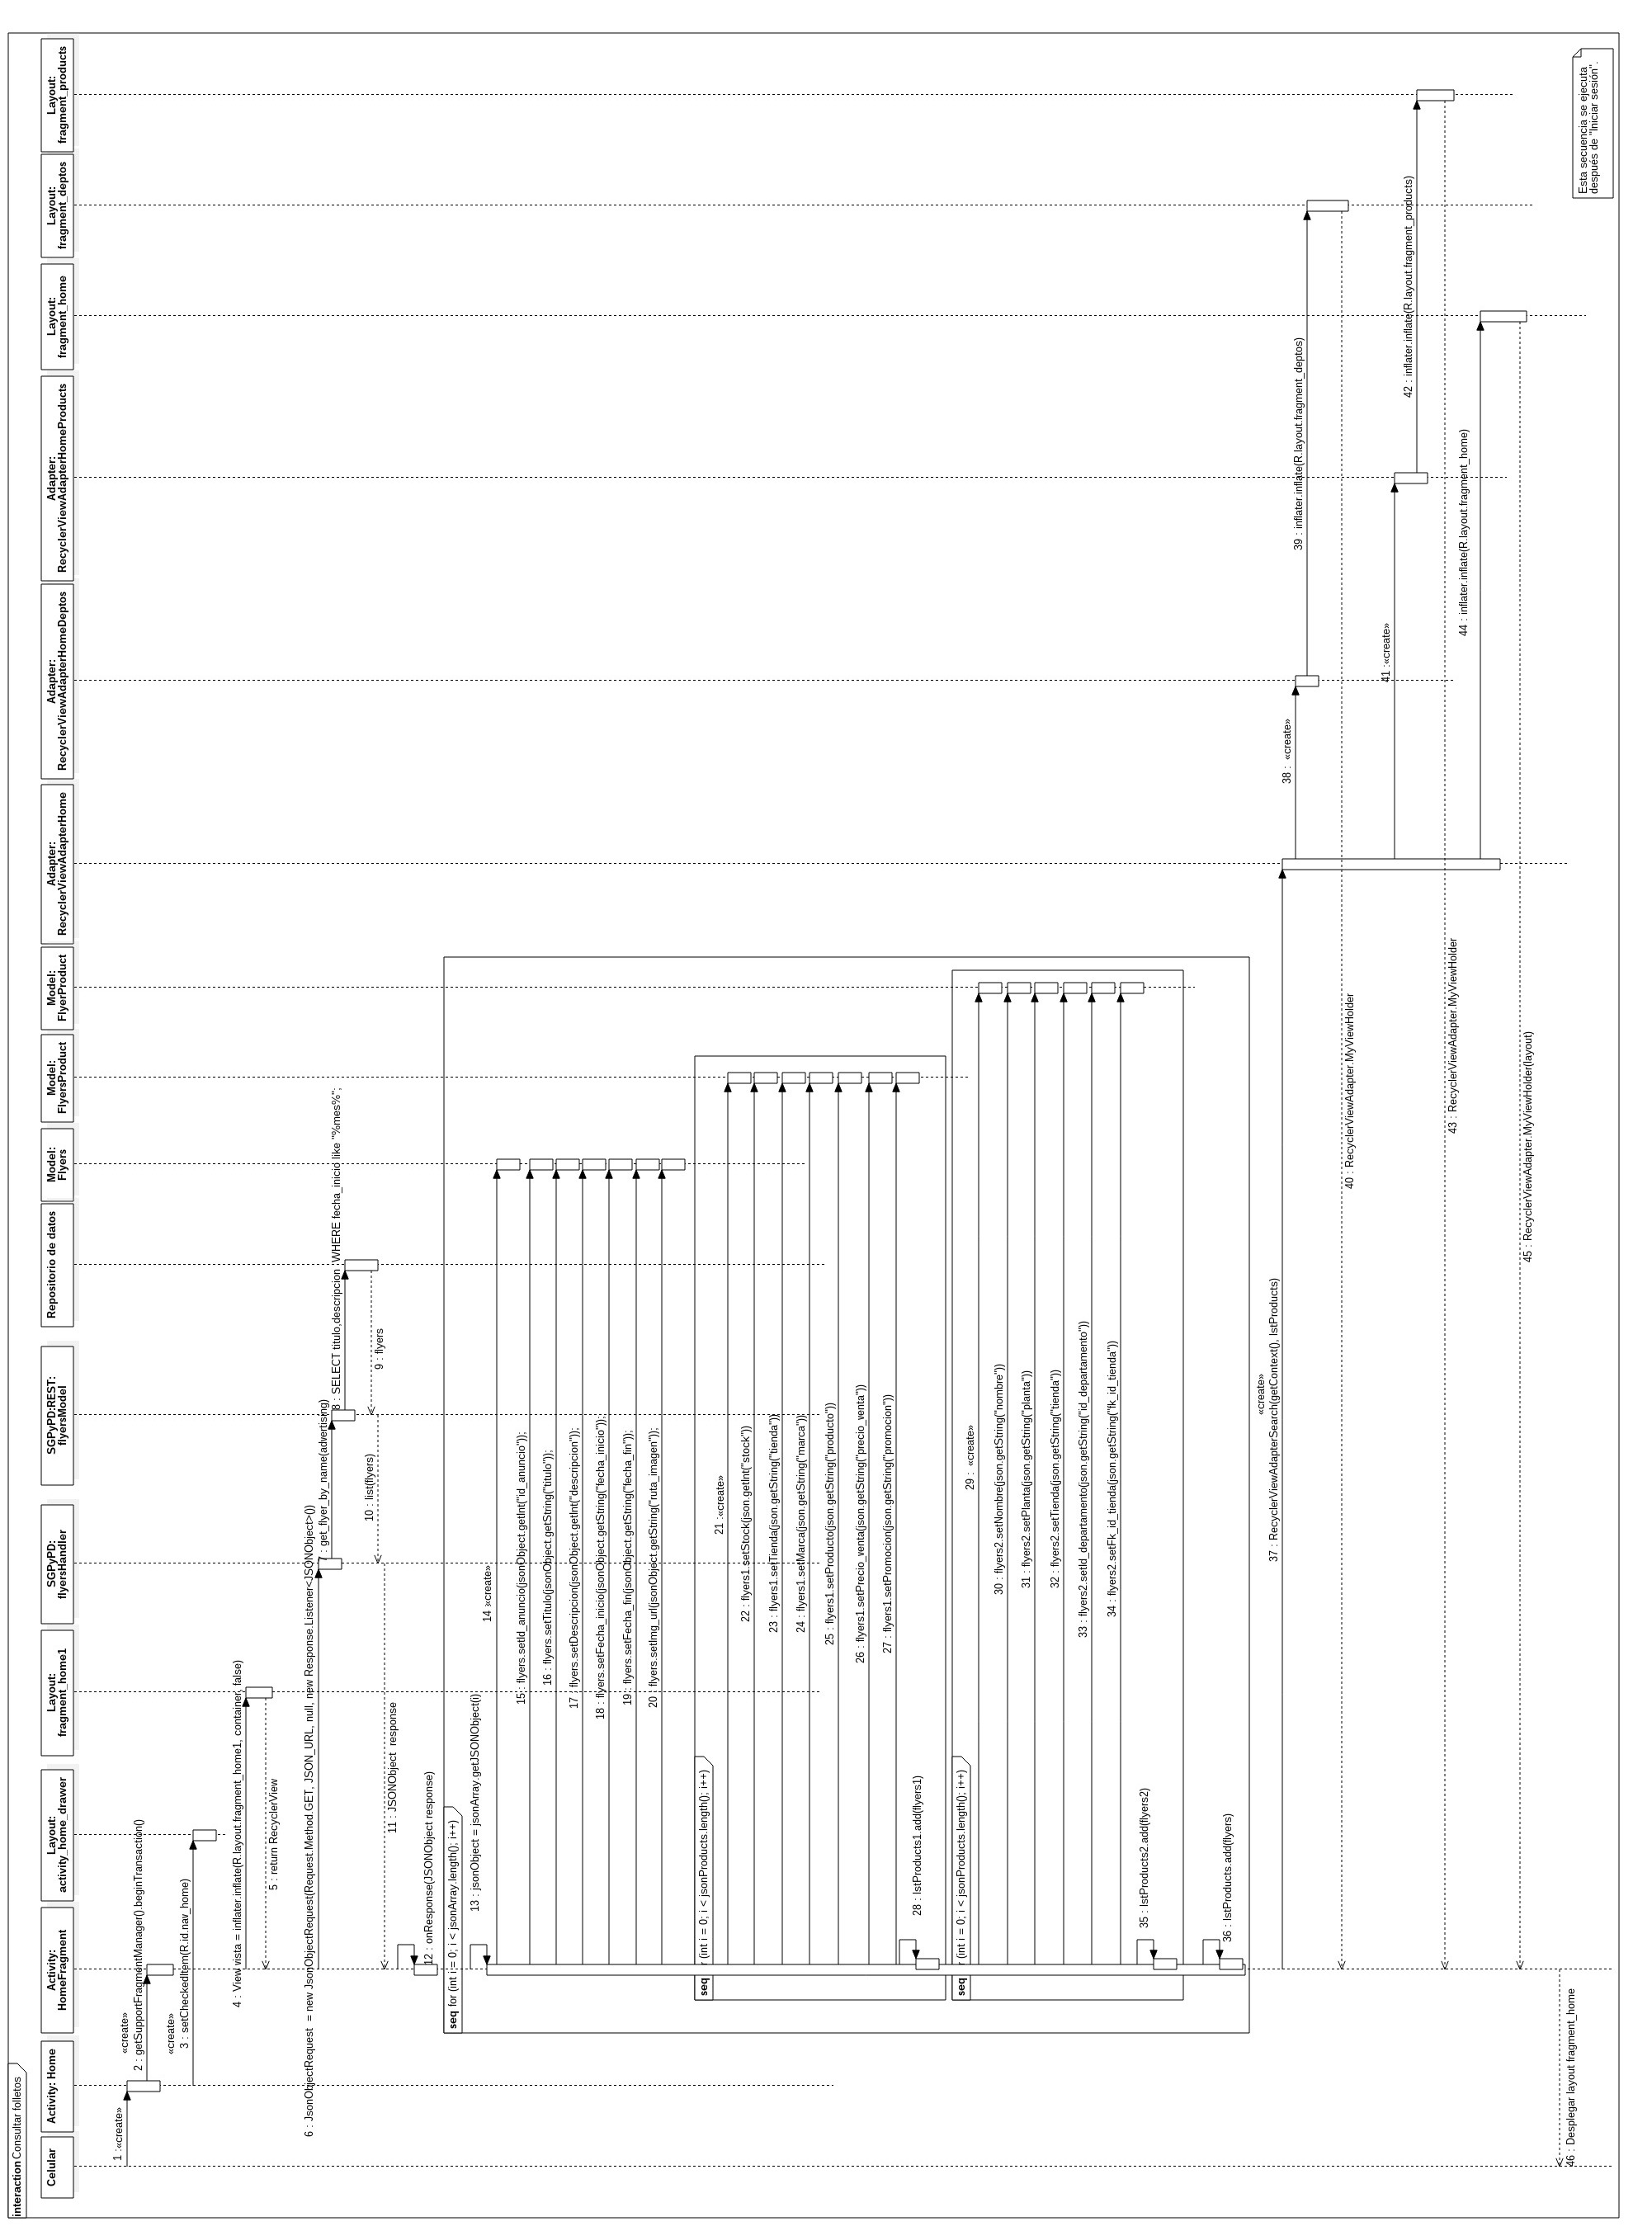 interaction Consultar folletos
Celular
Activity: Home
Activity:
HomeFragment
Layout:
activity_home_drawer
Layout:
fragment_home1
SGPyPD:
flyersHandler
SGPyPD:REST:
flyersModel
Repositorio de datos
Model:
Flyers
Model:
FlyersProduct
Model:
FlyerProduct
Adapter:
RecyclerViewAdapterHome
Adapter:
RecyclerViewAdapterHomeDeptos
Adapter:
RecyclerViewAdapterHomeProducts
Layout:
fragment_home
Layout:
fragment_deptos
Layout:
fragment_products
1 :«create»
«create»
2 : getSupportFragmentManager().beginTransaction()
«create»
3 : setCheckedItem(R.id.nav_home)
4 : View vista = inflater.inflate(R.layout.fragment_home1, container, false)
5 : return RecyclerView
6 : JsonObjectRequest = new JsonObjectRequest(Request.Method.GET, JSON_URL, null, new Response.Listener<JSONObject>())
7 : get_flyer_by_name(advertising)
8 : SELECT titulo,descripcion WHERE fecha_inicio like "%mes%";
9 : flyers
10 : list(flyers)
11 : JSONObject response
12 : onResponse(JSONObject response)
seq for (int i = 0; i < jsonArray.length(); i++)
13 : jsonObject = jsonArray.getJSONObject(i)
14 :«create»
15 : flyers.setId_anuncio(jsonObject.getInt("id_anuncio"));
16 : flyers.setTitulo(jsonObject.getString("titulo"));
17 : flyers.setDescripcion(jsonObject.getInt("descripcion"));
18 : flyers.setFecha_inicio(jsonObject.getString("fecha_inicio"));
19 : flyers.setFecha_fin(jsonObject.getString("fecha_fin"));
20 : flyers.setImg_url(jsonObject.getString("ruta_imagen"));
seq (int i = 0; i < jsonProducts.length(); i++)
21 :«create»
22 : flyers1.setStock(json.getInt("stock"))
23 : flyers1.setTienda(json.getString("tienda"))
24 : flyers1.setMarca(json.getString("marca"))
25 : flyers1.setProducto(json.getString("producto"))
26 : flyers1.setPrecio_venta(json.getString("precio_venta"))
27 : flyers1.setPromocion(json.getString("promocion"))
28 : lstProducts1.add(flyers1)
seq (int i = 0; i < jsonProducts.length(); i++)
29 : «create»
30 : flyers2.setNombre(json.getString("nombre"))
31 : flyers2.setPlanta(json.getString("planta"))
32 : flyers2.setTienda(json.getString("tienda"))
33 : flyers2.setId_departamento(json.getString("id_departamento"))
34 : flyers2.setFk_id_tienda(json.getString("fk_id_tienda"))
35 : lstProducts2.add(flyers2)
36 : lstProducts.add(flyers)
«create»
37 : RecyclerViewAdapterSearch(getContext(), lstProducts)
38 : «create»
39 : inflater.inflate(R.layout.fragment_deptos)
40 : RecyclerViewAdapter.MyViewHolder
41 :«create»
42 : inflater.inflate(R.layout.fragment_products)
43 : RecyclerViewAdapter.MyViewHolder
44 : inflater.inflate(R.layout.fragment_home)
45 : RecyclerViewAdapter.MyViewHolder(layout)
46 : Desplegar layout fragment_home
Esta secuencia se ejecuta
después de "Iniciar sesión".